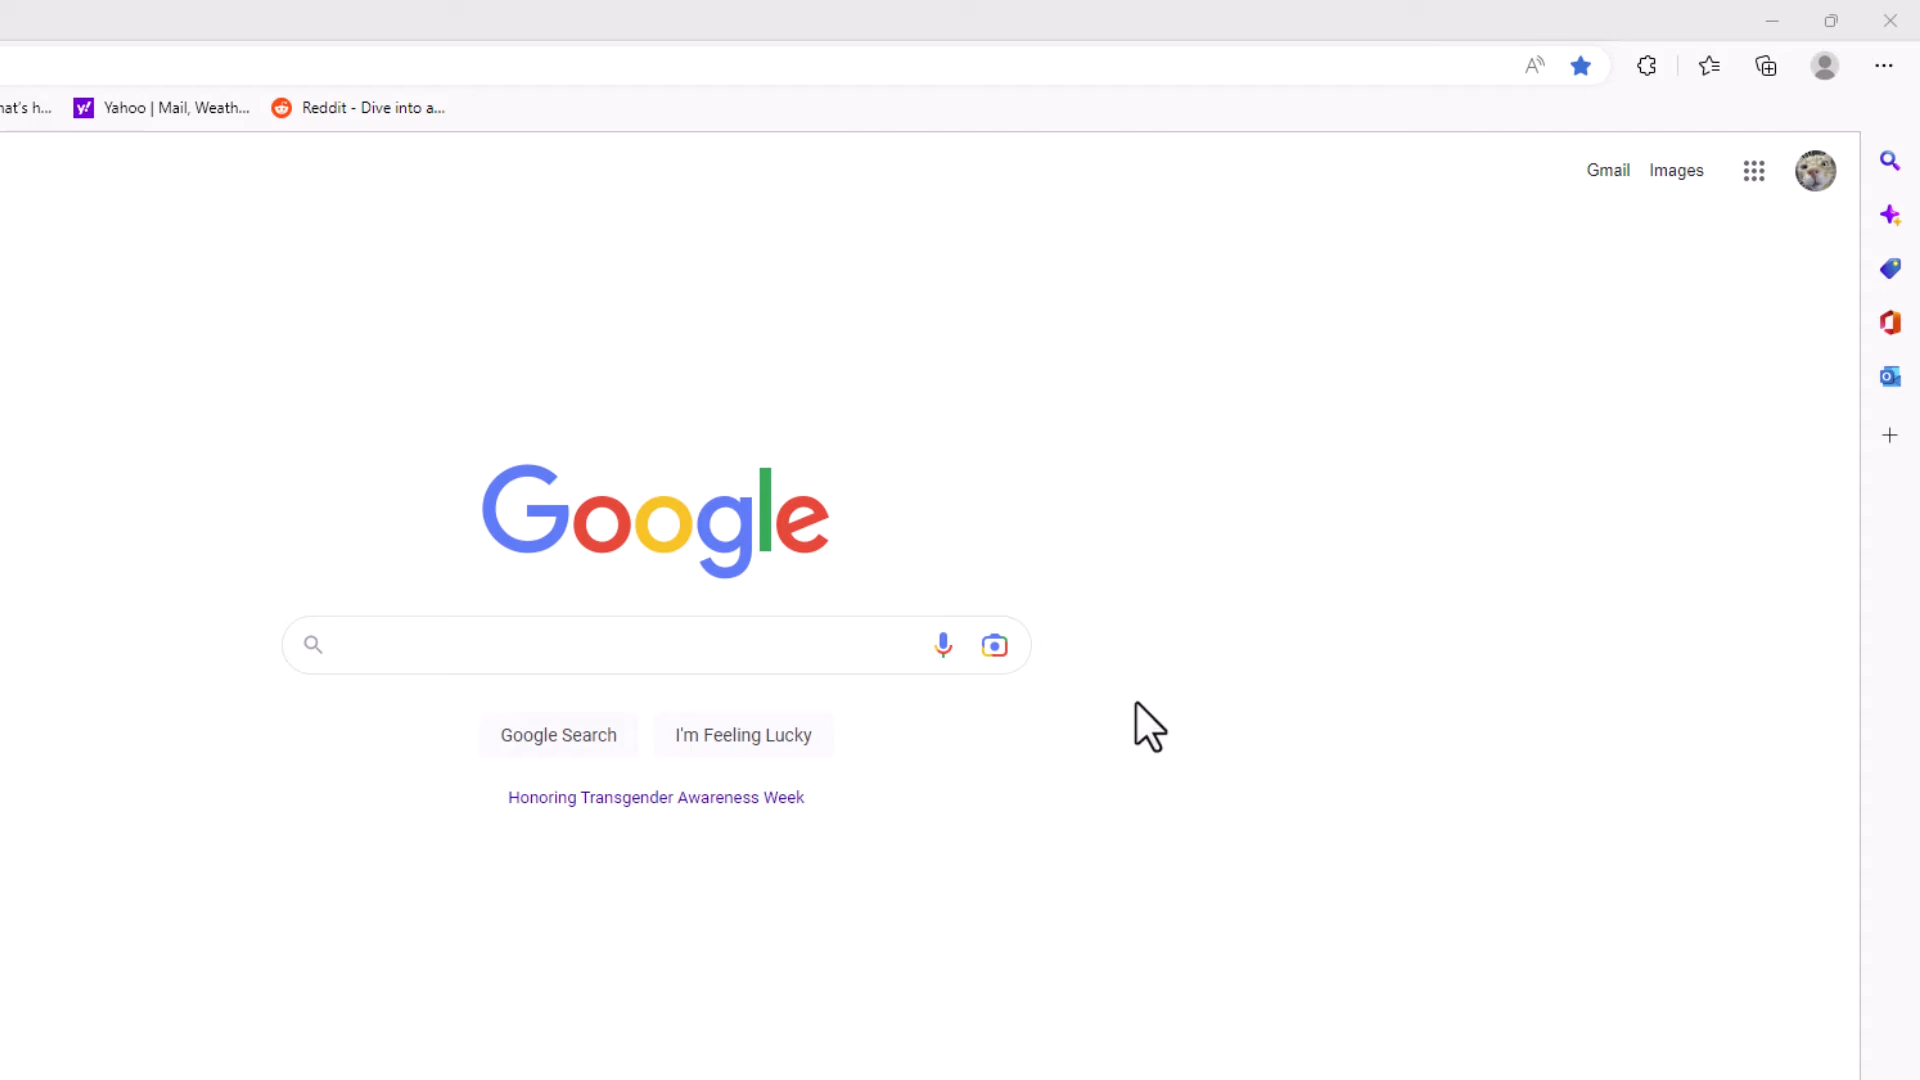 hat's h...
Yahoo | Mail, Weath...
Reddit - Dive into a...
Gmail
Images
Google
Google Search
I'm Feeling Lucky
Honoring Transgender Awareness Week